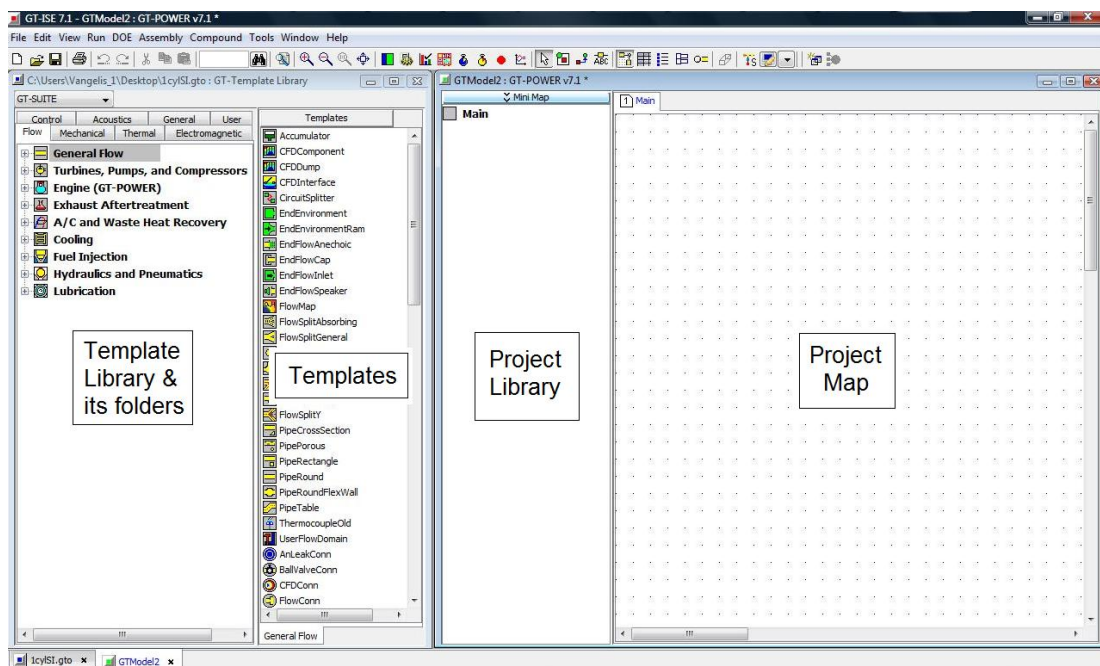 GT-ISE 7.1 - GTModel2 : GT-POWER v7.1 *
File Edit View Run DOE Assembly Compound Tools Window Help
C:\Users\Vangelis_1\Desktop\1cylSI.gto : GT-Template Library
GT-SUITE
Control Acoustics General User
Flow Mechanical Thermal Electromagnetic
General Flow
Turbines, Pumps, and Compressors
Engine (GT-POWER)
Exhaust Aftertreatment
A/C and Waste Heat Recovery
Cooling
Fuel Injection
Hydraulics and Pneumatics
Lubrication
Template
Library &
its folders
Templates
Accumulator
CFDComponent
CFDDump
CFDInterface
CircuitSplitter
EndEnvironment
EndEnvironmentRam
EndFlowAnechoic
EndFlowCap
EndFlowInlet
EndFlowSpeaker
FlowMap
FlowSplitAbsorbing
FlowSplitGeneral
Templates
FlowSplitY
PipeCrossSection
PipePorous
PipeRectangle
PipeRound
PipeRoundFlexWall
PipeTable
ThermocoupleOld
UserFlowDomain
AnLeakConn
BallValveConn
CFDConn
FlowConn
General Flow
GTModel2 : GT-POWER v7.1 *
Mini Map
Main
Project
Library
1 Main
Project
Map
1cylSI.gto
GTModel2